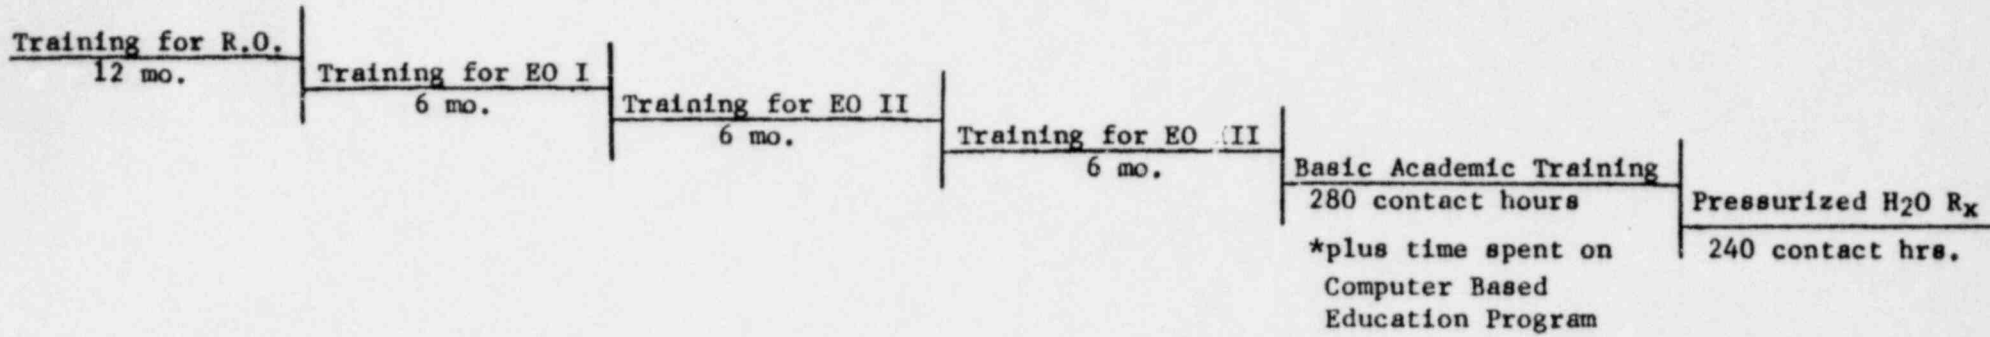 Training for R.O.
12 mo.
Training for EO I
6 mo.
Training for EO II
6 mo.
Training for EO III
6 mo.
Basic Academic Training
280 contact hours
*plus time spent on
Computer Based
Education Program
Pressurized H2O Rx
240 contact hrs.